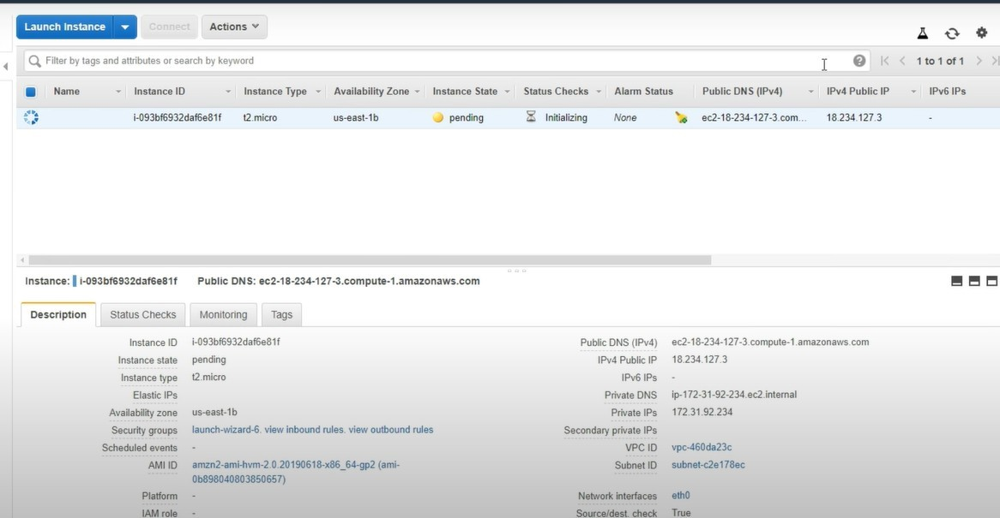 Launch Instance Connect Actions
Filter by tags and attributes or search by keyword ? 1 to 1 of 1
Name Instance ID Instance Type Availability Zone Instance State Status Checks Alarm Status Public DNS (IPv4) IPv4 Public IP IPv6 IPs
i-093bf6932daf6e81f t2.micro us-east-1b pending Initializing None ec2-18-234-127-3.com... 18.234.127.3 -
Instance: i-093bf6932daf6e81f Public DNS: ec2-18-234-127-3.compute-1.amazonaws.com
Description Status Checks Monitoring Tags
Instance ID i-093bf6932daf6e81f Public DNS (IPv4) ec2-18-234-127-3.compute-1.amazonaws.com
Instance state pending IPv4 Public IP 18.234.127.3
Instance type t2.micro IPv6 IPs -
Elastic IPs Private DNS ip-172-31-92-234.ec2.internal
Availability zone us-east-1b Private IPs 172.31.92.234
Security groups launch-wizard-6. view inbound rules. view outbound rules Secondary private IPs
Scheduled events - VPC ID vpc-460da23c
AMI ID amzn2-ami-hvm-2.0.20190618-x86_64-gp2 (ami- Subnet ID subnet-c2e178ec
0b898040803850657)
Platform - Network interfaces eth0
IAM role - Source/dest. check True